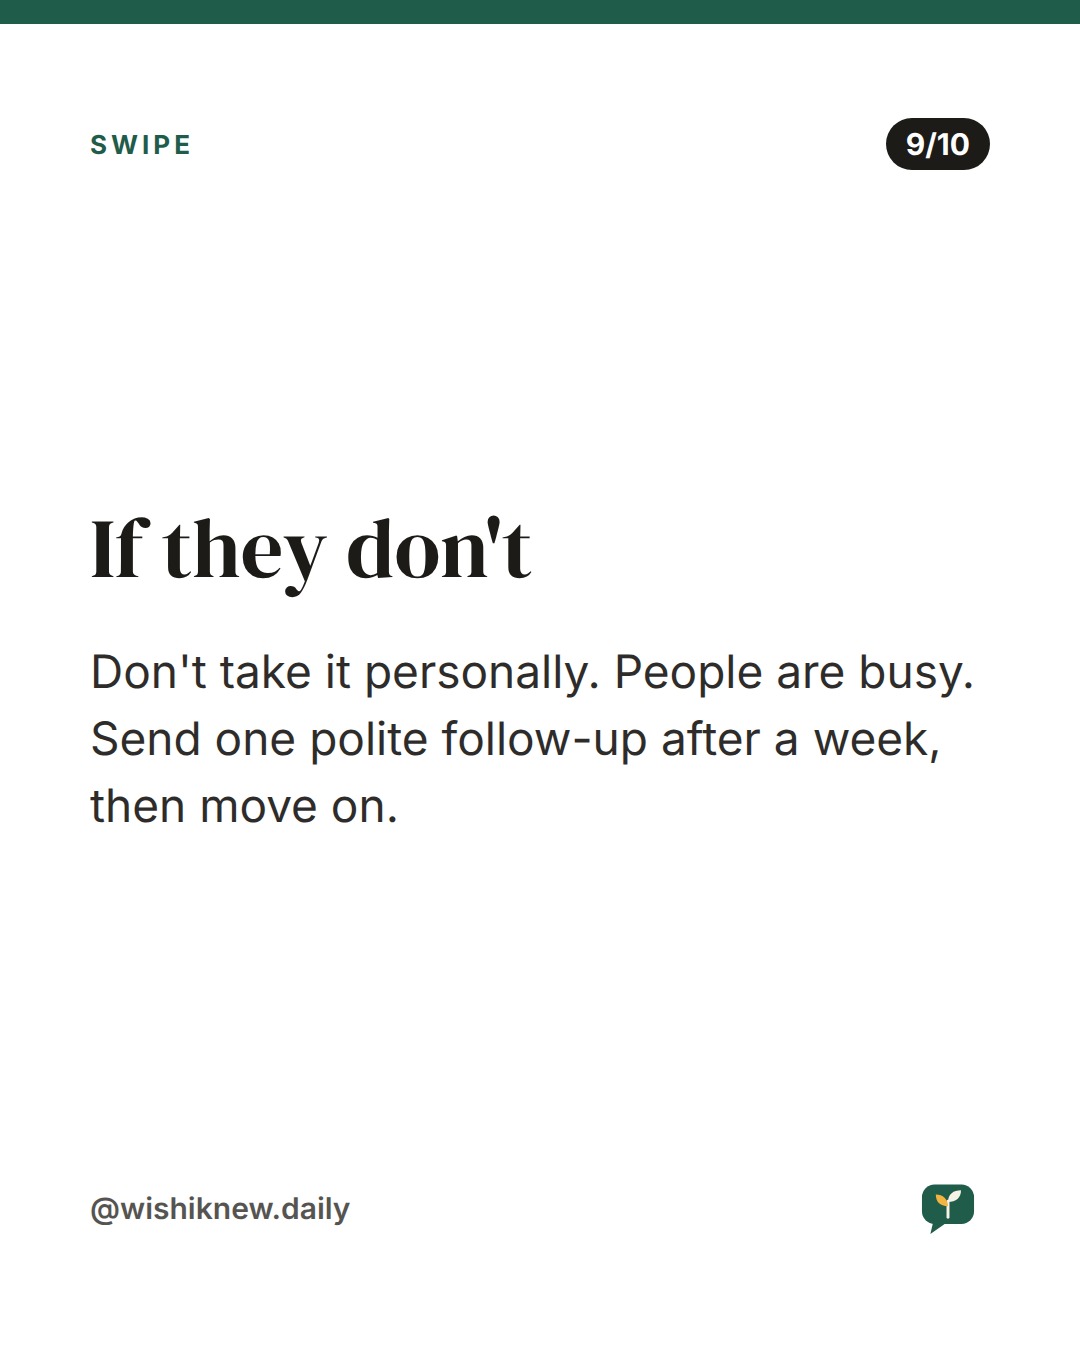 SWIPE
9/10
If they don't
Don't take it personally. People are busy.
Send one polite follow-up after a week,
then move on.
@wishiknew.daily